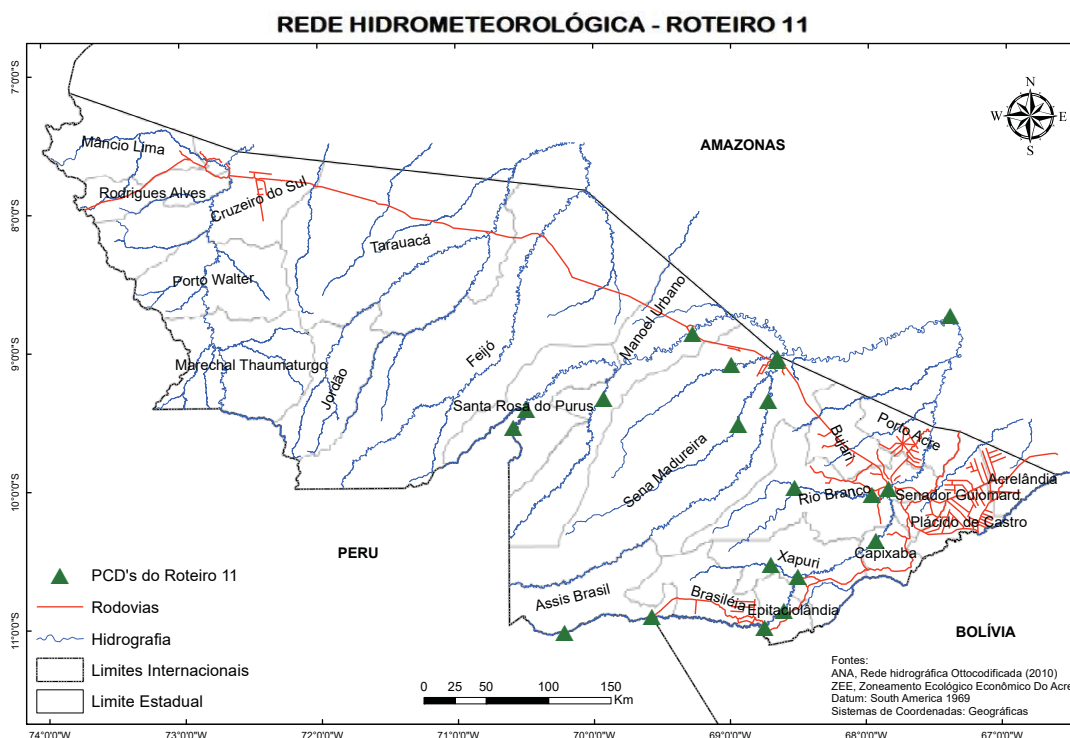 REDE HIDROMETEOROLÓGICA - ROTEIRO 11
7°0'0"S
8°0'0"S
9°0'0"S
10°0'0"S
11°0'0"S
N
W E
S
AMAZONAS
Mâncio Lima
Rodrigues Alves
Cruzeiro do Sul
Tarauacá
Porto Walter
Manoel Urbano
Feijó
Marechal Thaumaturgo
Jordão
Santa Rosa do Purus
Bujari
Porto Acre
Sena Madureira
Acrelândia
Rio Branco
Senador Guiomard
Plácido de Castro
PERU
Capixaba
Xapuri
Assis Brasil
Brasiléia
Epitaciolândia
BOLÍVIA
PCD's do Roteiro 11
Rodovias
Hidrografia
Limites Internacionais
Limite Estadual
0 25 50 100 150
Km
Fontes:
ANA, Rede hidrográfica Ottocodificada (2010)
ZEE, Zoneamento Ecológico Econômico Do Acre
Datum: South America 1969
Sistemas de Coordenadas: Geográficas
74°0'0"W 73°0'0"W 72°0'0"W 71°0'0"W 70°0'0"W 69°0'0"W 68°0'0"W 67°0'0"W